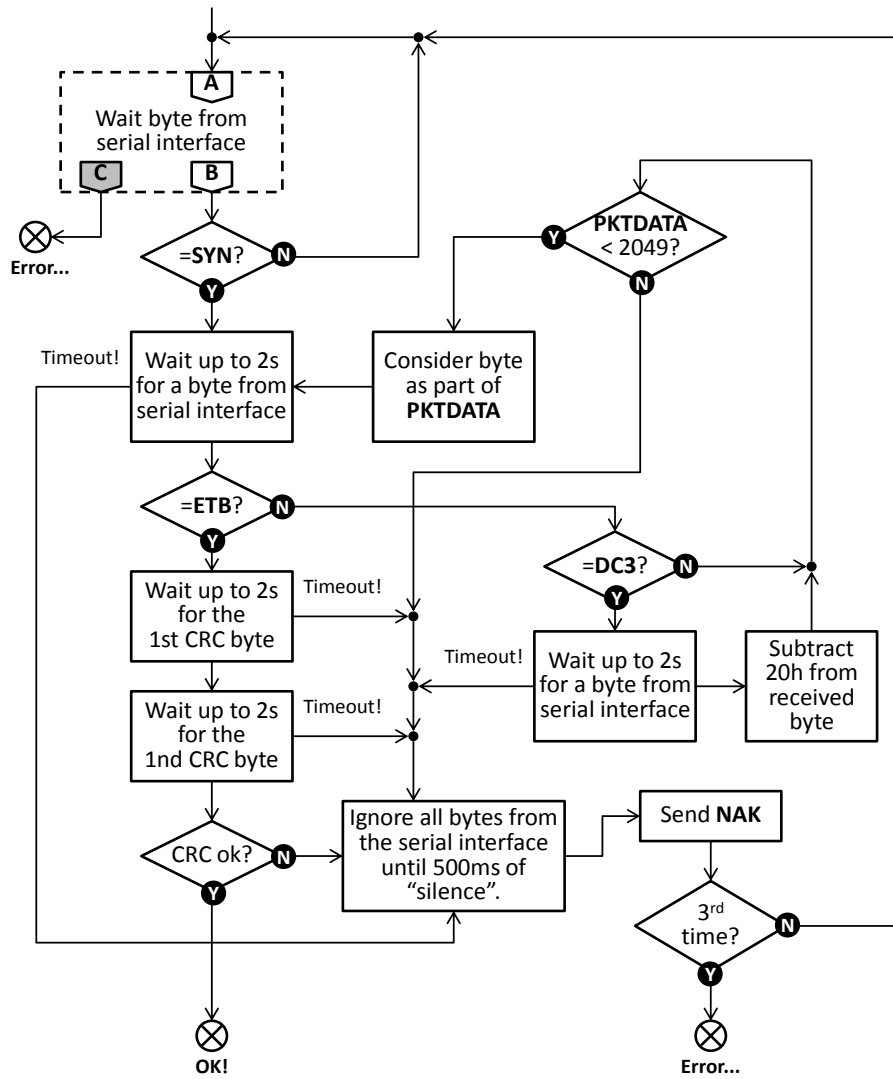 A
Wait byte from
serial interface
C
B
Error...
=SYN?
N
Y
PKTDATA
< 2049?
Y
N
Timeout!
Wait up to 2s
for a byte from
serial interface
Consider byte
as part of
PKTDATA
=ETB?
N
Y
=DC3?
N
Y
Wait up to 2s
for the
1st CRC byte
Timeout!
Timeout!
Wait up to 2s
for a byte from
serial interface
Subtract
20h from
received
byte
Wait up to 2s
for the
1nd CRC byte
Timeout!
CRC ok?
N
Y
Ignore all bytes from
the serial interface
until 500ms of
“silence”.
Send NAK
3rd
time?
N
Y
OK!
Error...